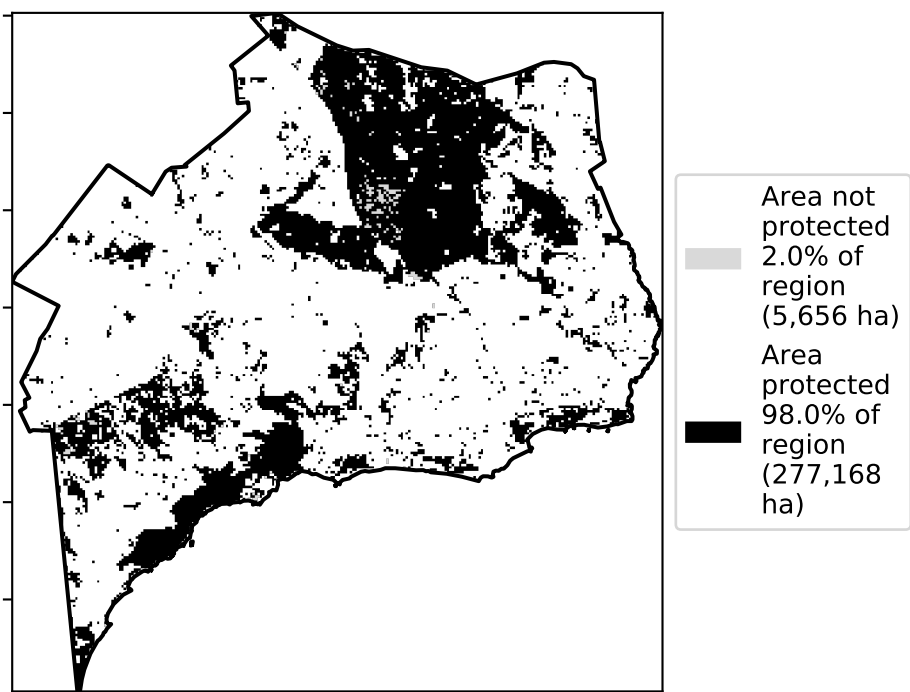 Area not
protected
2.0% of
region
(5,656 ha)
Area
protected
98.0% of
region
(277,168
ha)